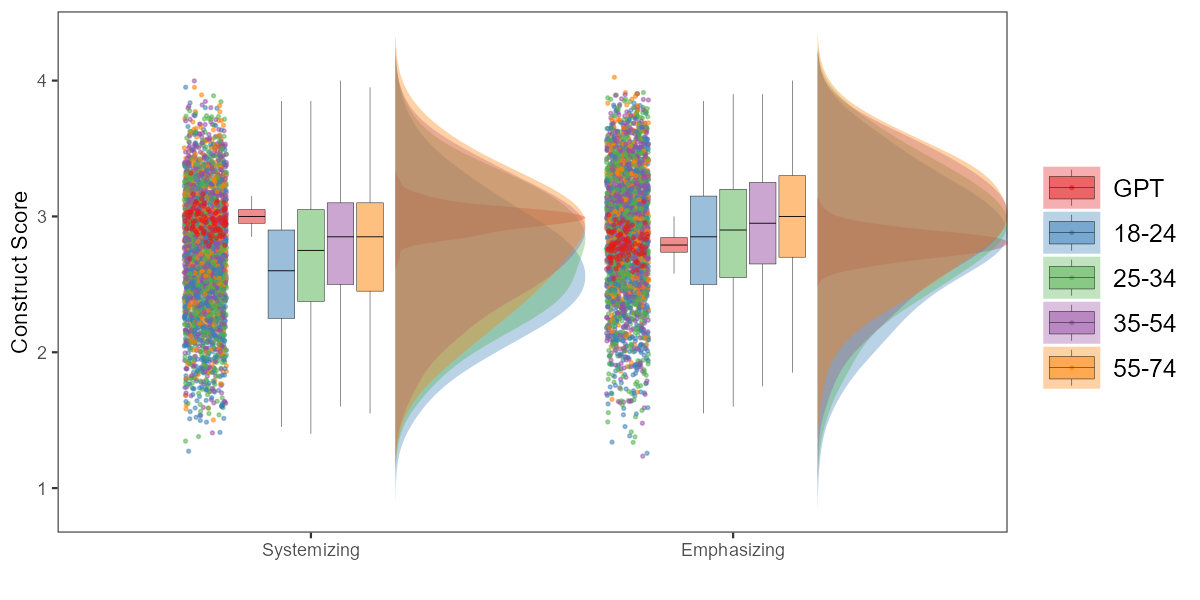 Construct Score
4
3
2
1
Systemizing
Emphasizing
GPT
18-24
25-34
35-54
55-74